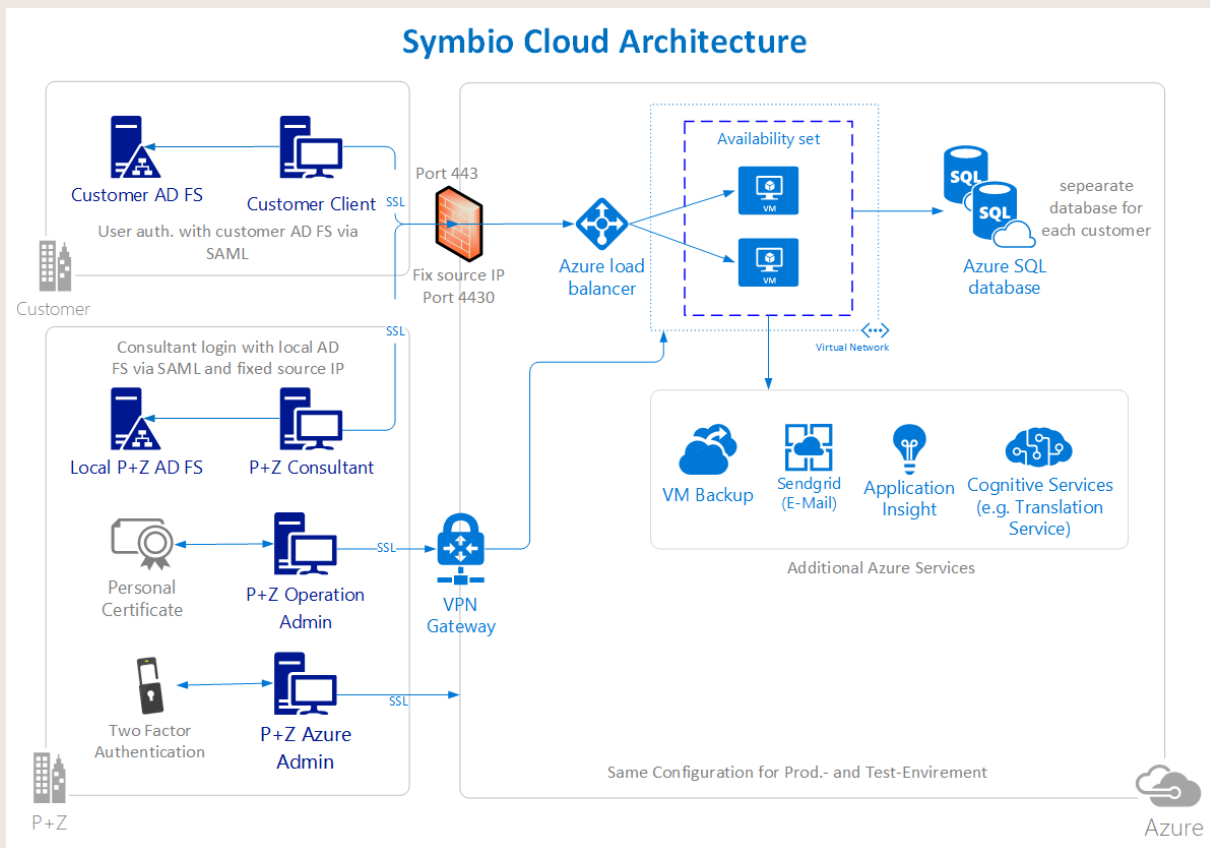 Symbio Cloud Architecture
Customer AD FS
Customer Client
SSL
User auth. with customer AD FS via
SAML
Customer
Port 443
Fix source IP
Port 4430
Azure load
balancer
Availability set
VM
VM
Virtual Network
SQL
SQL
sepearate
database for
each customer
Azure SQL
database
SSL
Consultant login with local AD
FS via SAML and fixed source IP
Local P+Z AD FS
P+Z Consultant
Personal
Certificate
P+Z Operation
Admin
SSL
VPN
Gateway
Two Factor
Authentication
P+Z Azure
Admin
SSL
P+Z
VM Backup
Sendgrid
(E-Mail)
Application
Insight
Cognitive Services
(e.g. Translation
Service)
Additional Azure Services
Same Configuration for Prod.- and Test-Envirement
Azure